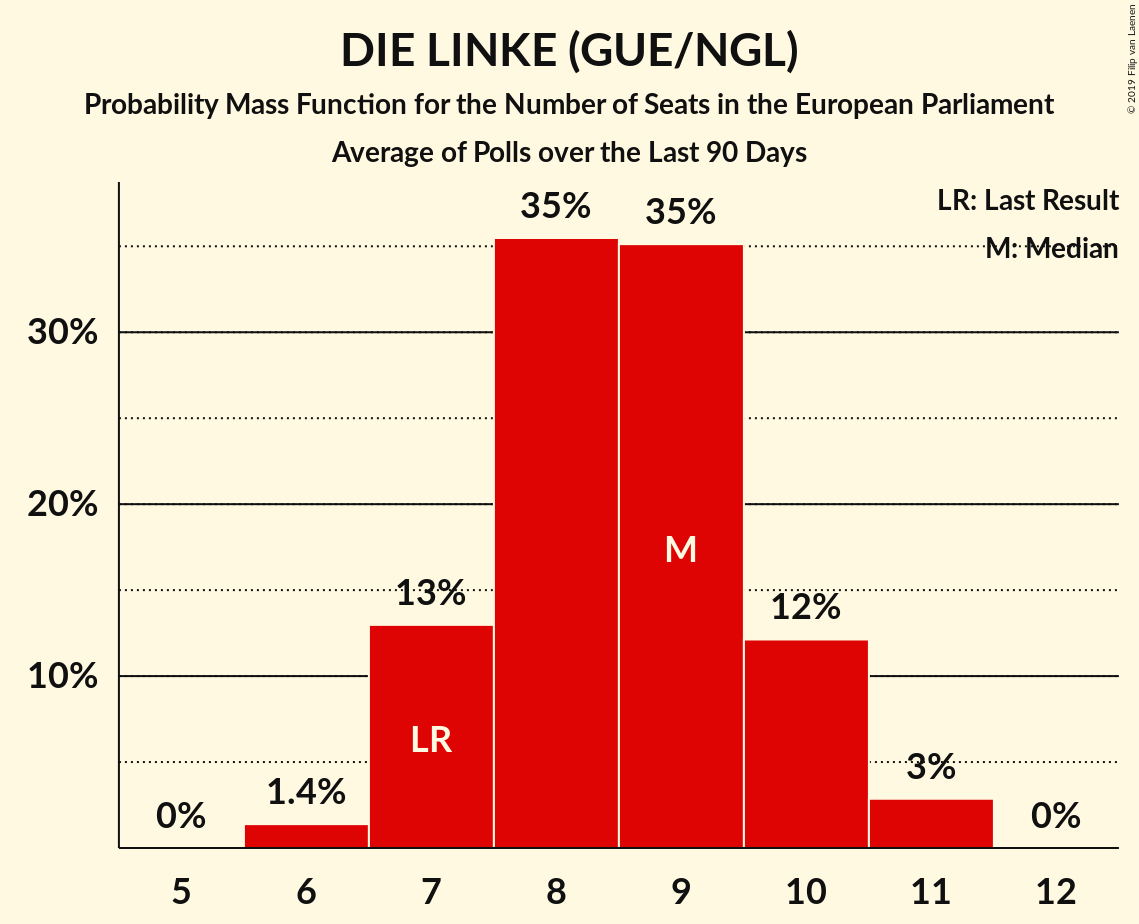 DIE LINKE (GUE/NGL)
Probability Mass Function for the Number of Seats in the European Parliament
Average of Polls over the Last 90 Days
© 2019 Filip van Laenen
LR: Last Result
M: Median
35%
35%
30%
20%
M
13%
12%
10%
LR
3%
1.4%
0%
0%
5 6 7 8 9 10 11 12